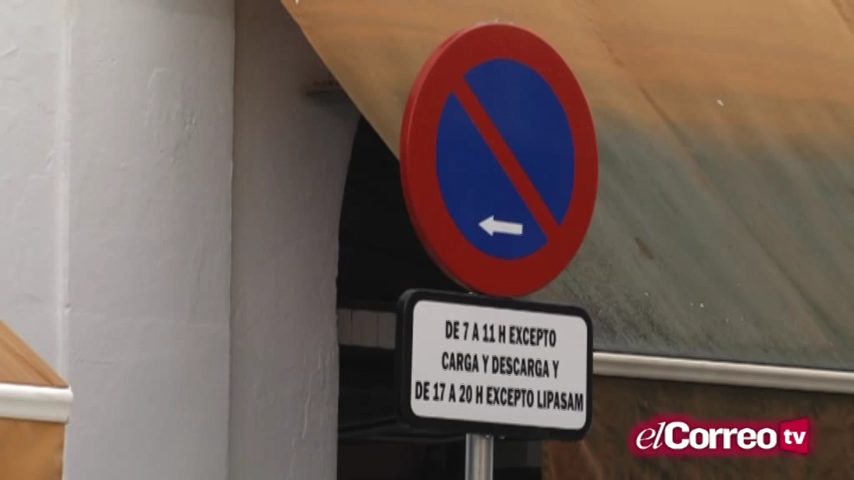 DE 7 A 11 H EXCEPTO
CARGA Y DESCARGA Y
DE 17 A 20 H EXCEPTO LIPASAM
elCorreo tv